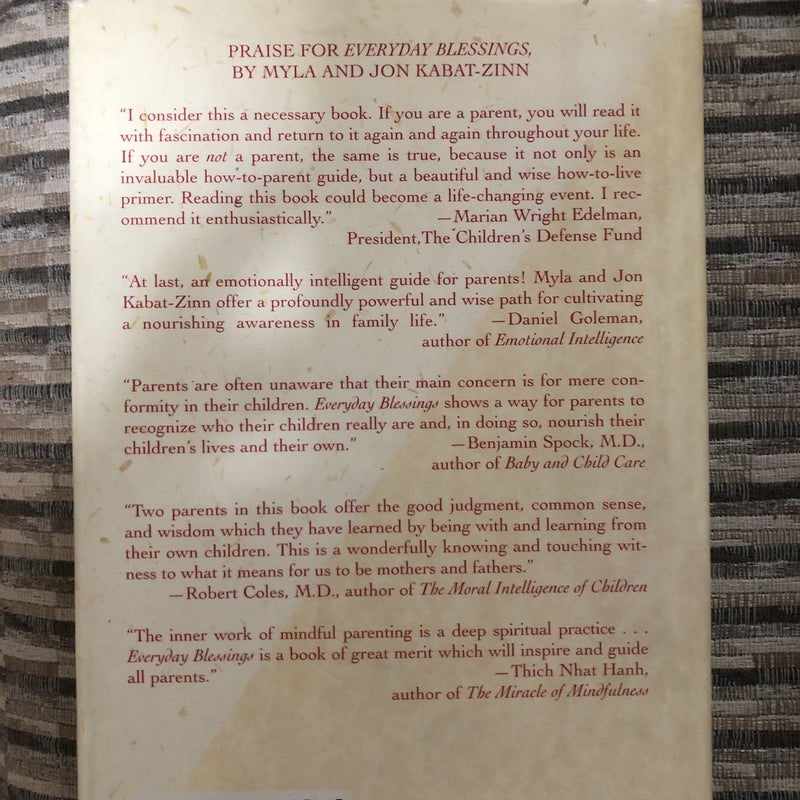 PRAISE FOR EVERYDAY BLESSINGS,
BY MYLA AND JON KABAT-ZINN
“I consider this a necessary book. If you are a parent, you will read it
with fascination and return to it again and again throughout your life.
If you are not a parent, the same is true, because it not only is an
invaluable how-to-parent guide, but a beautiful and wise how-to-live
primer. Reading this book could become a life-changing event. I rec-
ommend it enthusiastically.” —Marian Wright Edelman,
President, The Children’s Defense Fund
“At last, an emotionally intelligent guide for parents! Myla and Jon
Kabat-Zinn offer a profoundly powerful and wise path for cultivating
a nourishing awareness in family life.” —Daniel Goleman,
author of Emotional Intelligence
“Parents are often unaware that their main concern is for mere con-
formity in their children. Everyday Blessings shows a way for parents to
recognize who their children really are and, in doing so, nourish their
children’s lives and their own.” —Benjamin Spock, M.D.,
author of Baby and Child Care
“Two parents in this book offer the good judgment, common sense,
and wisdom which they have learned by being with and learning from
their own children. This is a wonderfully knowing and touching wit-
ness to what it means for us to be mothers and fathers.”
—Robert Coles, M.D., author of The Moral Intelligence of Children
“The inner work of mindful parenting is a deep spiritual practice . . .
Everyday Blessings is a book of great merit which will inspire and guide
all parents.” —Thich Nhat Hanh,
author of The Miracle of Mindfulness